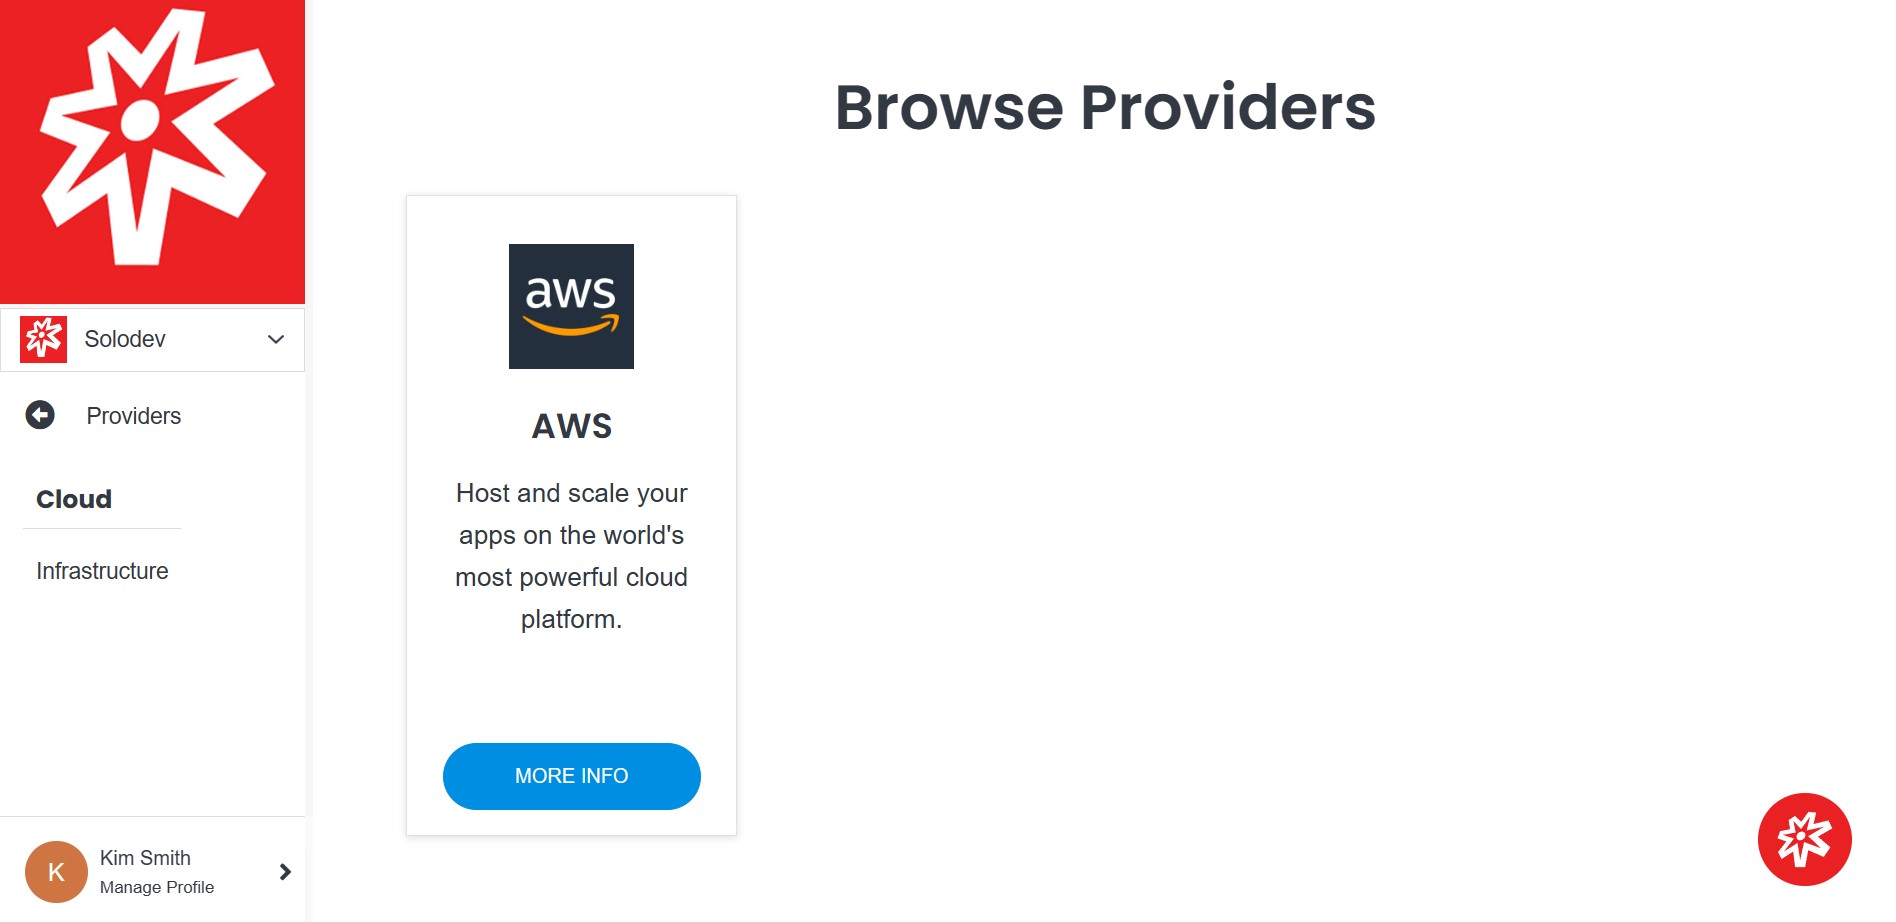 Solodev
Providers
Cloud
Infrastructure
Kim Smith
Manage Profile
K
Browse Providers
aws
AWS
Host and scale your
apps on the world's
most powerful cloud
platform.
MORE INFO